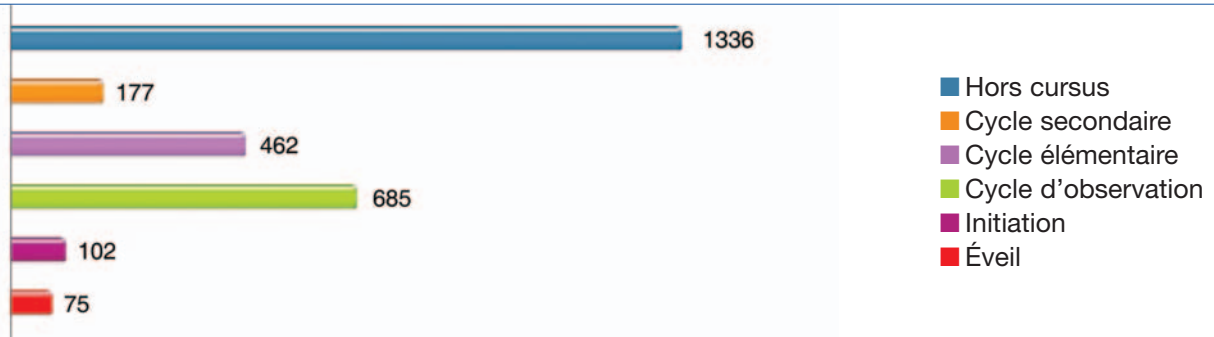 1336
177
462
685
102
75
Hors cursus
Cycle secondaire
Cycle élémentaire
Cycle d’observation
Initiation
Éveil